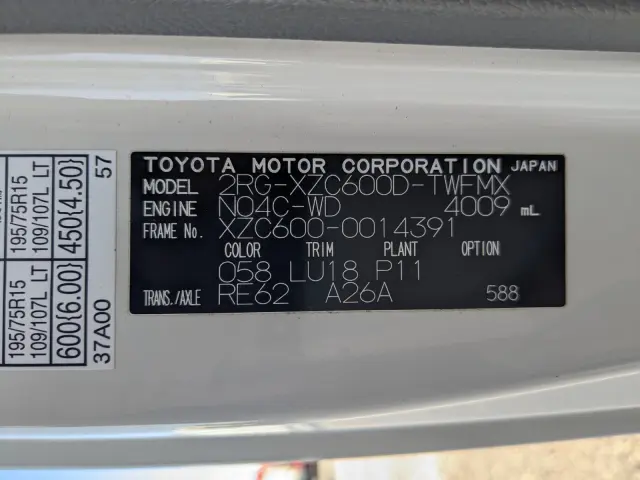 TOYOTA MOTOR CORPORATION JAPAN
MODEL 2RG-XZC600D-TWFMX
ENGINE N04C-WD 4009 mL
FRAME NO. XZC600-0014391
COLOR TRIM PLANT OPTION
058 LU18 P11
TRANS./AXLE RE62 A26A 588
195/75R15
109/107L LT
600{6.00}
37A00
195/75R15
109/107L LT
450{4.50}
57